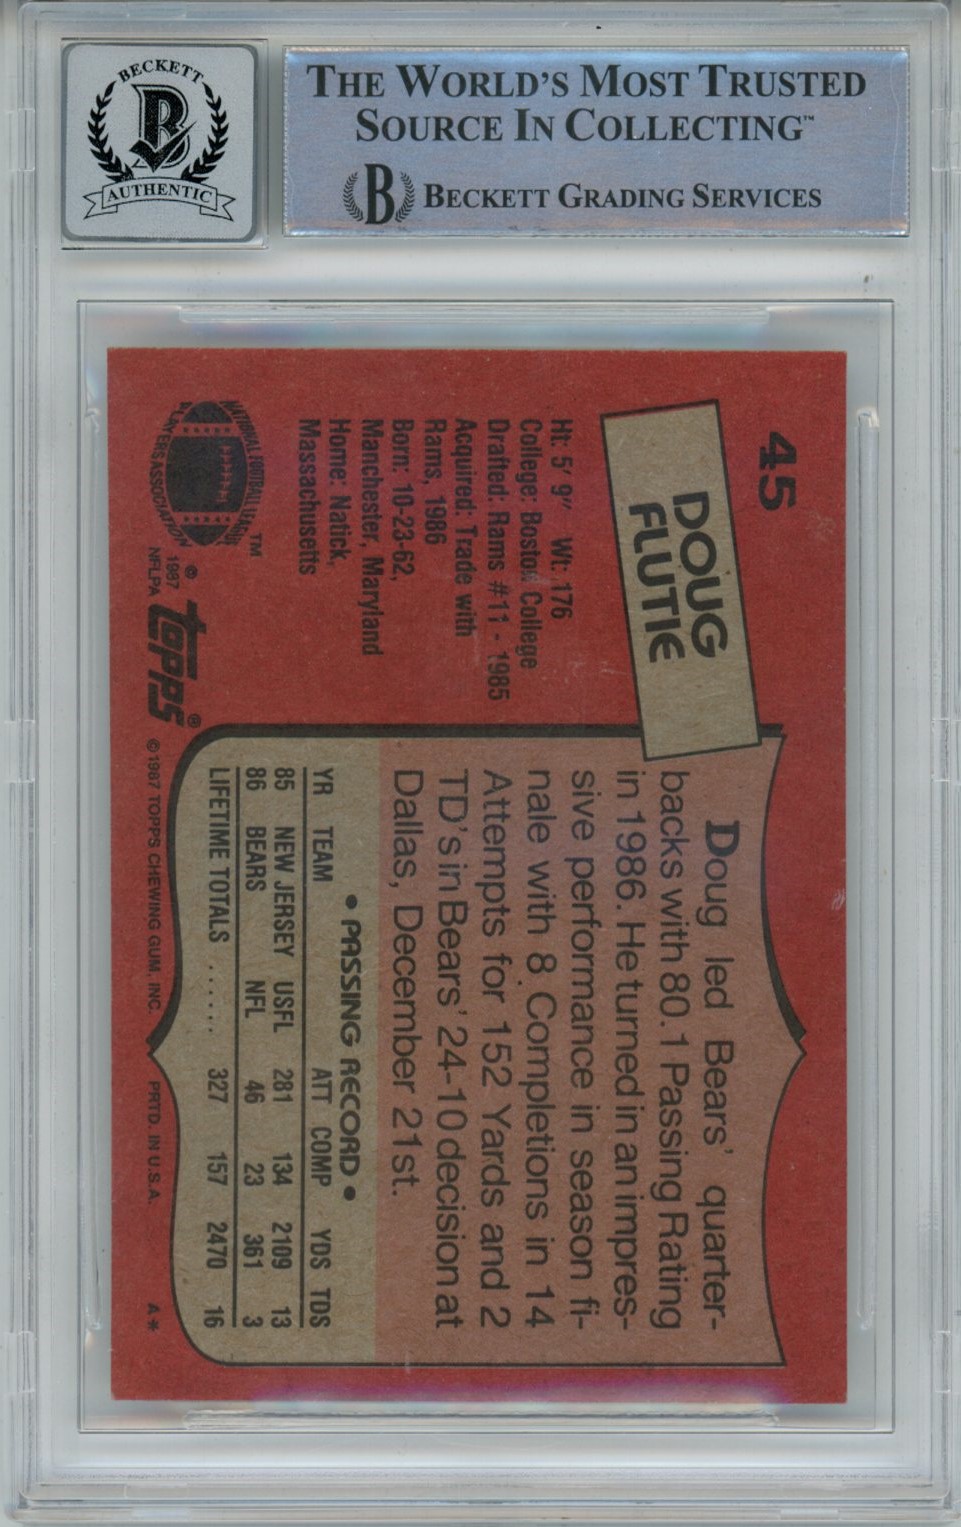 BECKETT
B
AUTHENTIC
THE WORLD'S MOST TRUSTED
SOURCE IN COLLECTING™
B BECKETT GRADING SERVICES
45
DOUG
FLUTIE
Ht: 5' 9" Wt: 176
College: Boston College
Drafted: Rams #11 - 1985
Acquired: Trade with
Rams, 1986
Born: 10-23-62,
Manchester, Maryland
Home: Natick,
Massachusetts
NATIONAL FOOTBALL LEAGUE
PLAYERS ASSOCIATION
TM
© 1987
NFLPA
topps®
Doug led Bears' quarter-
backs with 80.1 Passing Rating
in 1986. He turned in an impres-
sive performance in season fi-
nale with 8 Completions in 14
Attempts for 152 Yards and 2
TD's in Bears' 24-10 decision at
Dallas, December 21st.
• PASSING RECORD •
YR TEAM ATT COMP YDS TDS
85 NEW JERSEY USFL 281 134 2109 13
86 BEARS NFL 46 23 361 3
LIFETIME TOTALS ...... 327 157 2470 16
©1987 TOPPS CHEWING GUM, INC. PRTD. IN U.S.A. A*